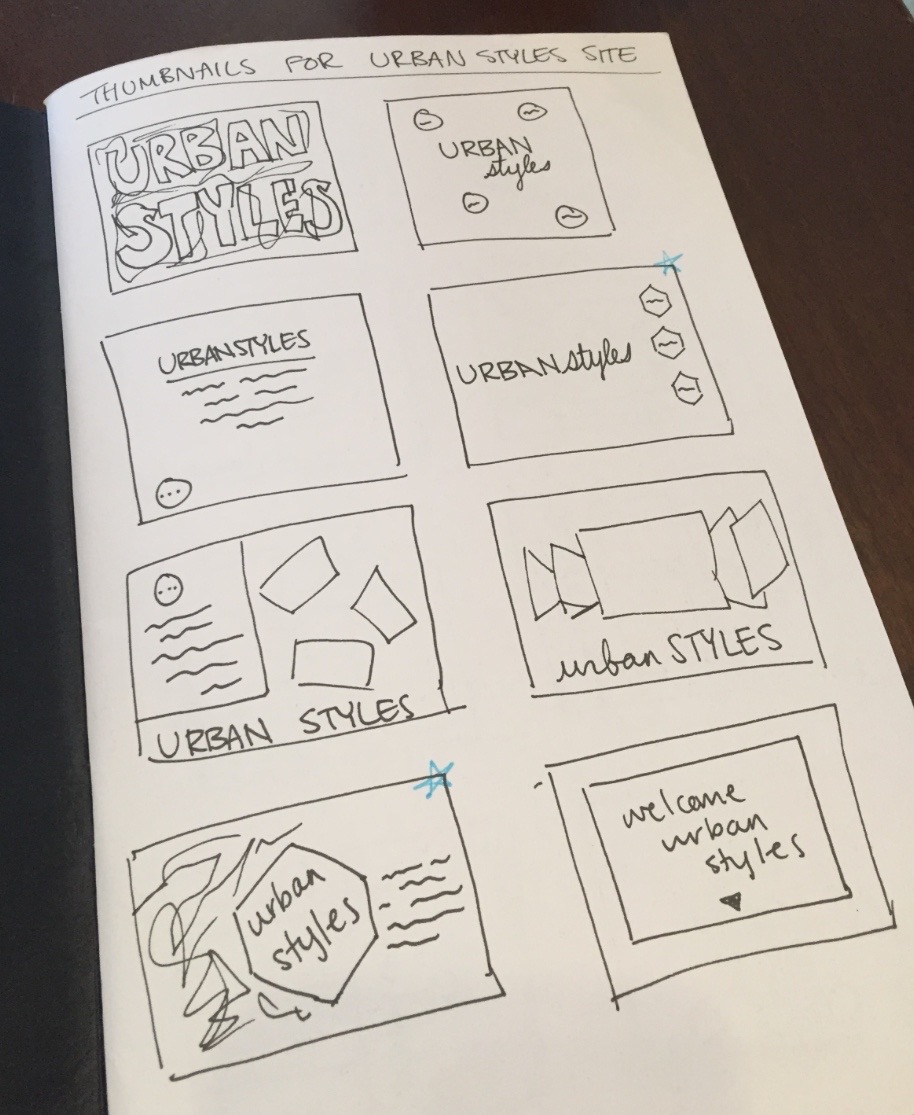 THUMBNAILS FOR URBAN STYLES SITE
URBAN
STYLES
URBAN
styles
URBANSTYLES
URBANstyles
URBAN STYLES
urban STYLES
urban
styles
welcome
urban
styles